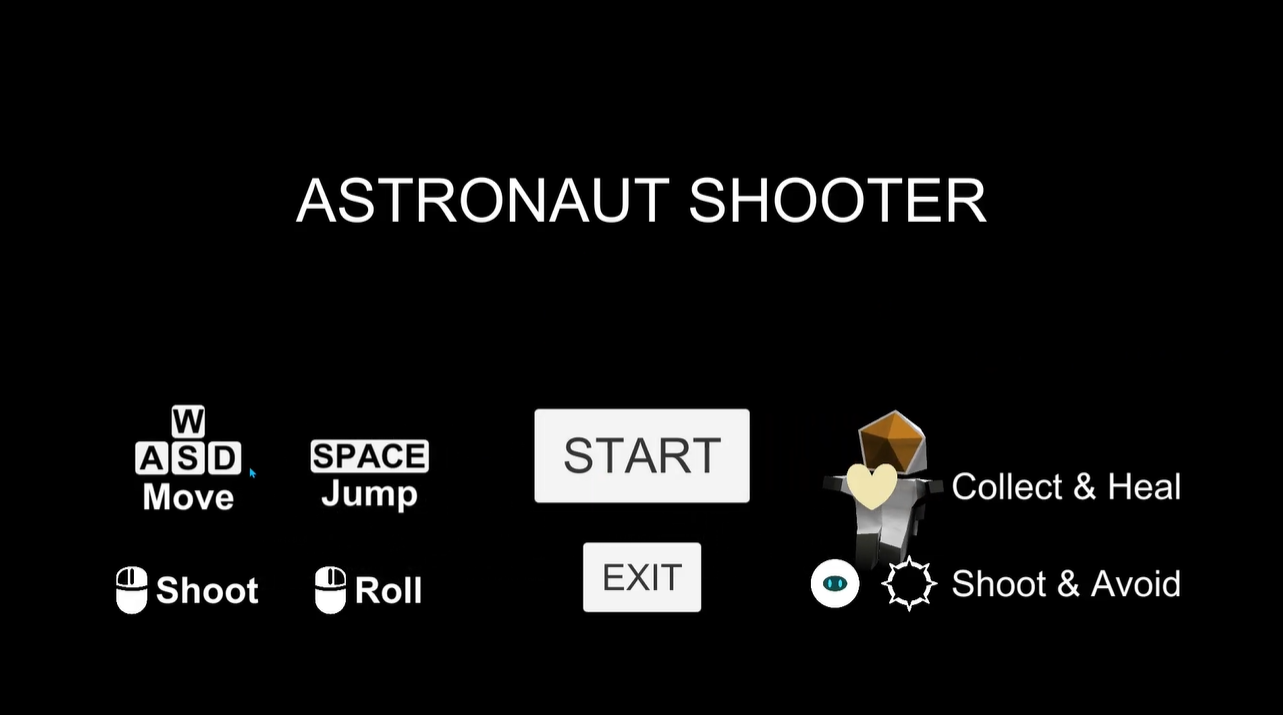 ASTRONAUT SHOOTER
W
A S D
Move
SPACE
Jump
Shoot
Roll
START
EXIT
Collect & Heal
Shoot & Avoid